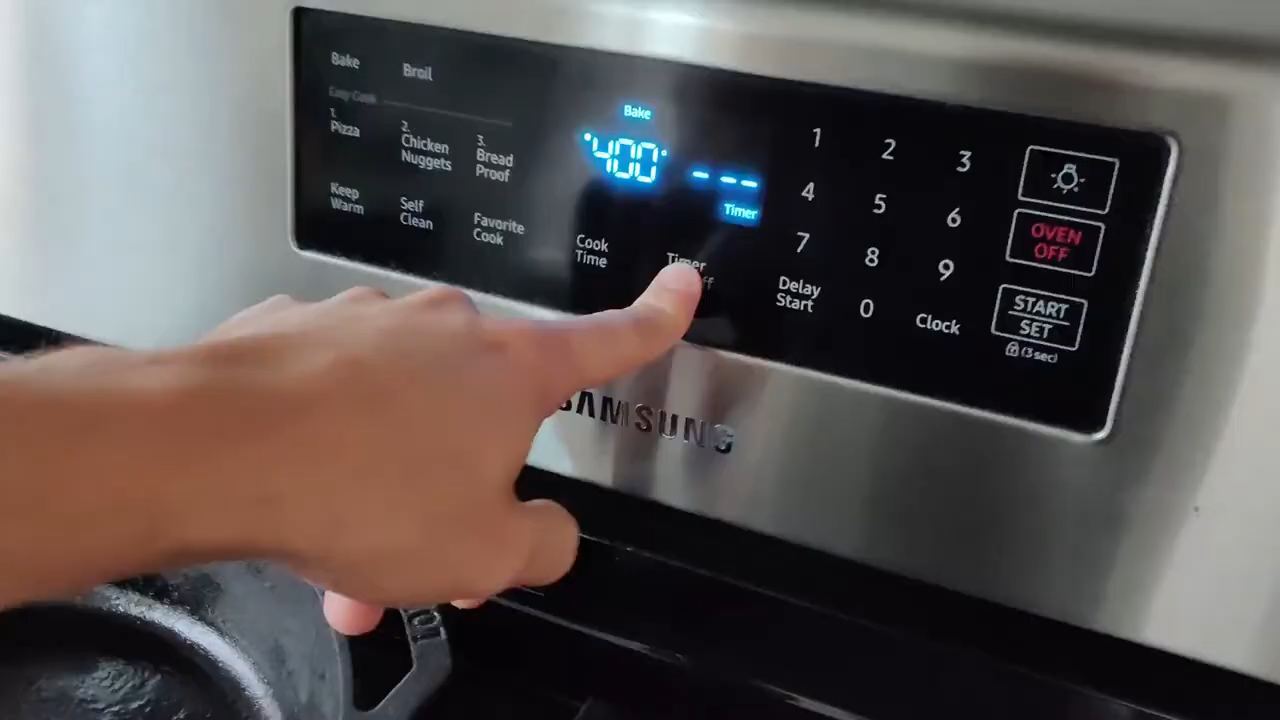 Bake
Broil
Easy Cook
1.
Pizza
2.
Chicken
Nuggets
3.
Bread
Proof
Keep
Warm
Self
Clean
Favorite
Cook
Bake
400
- - -
Timer
Cook
Time
Timer
ff
1
2
3
4
5
6
7
8
9
Delay
Start
0
Clock
OVEN
OFF
START
SET
(3 sec)
SAMSUNG